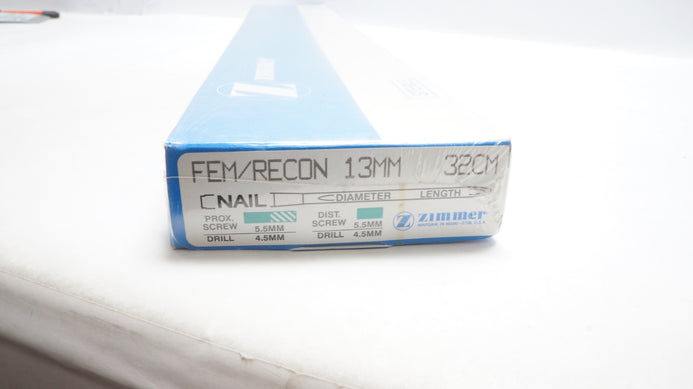 FEM/RECON 13MM 32CM
NAIL DIAMETER LENGTH
PROX. SCREW 5.5MM
DRILL 4.5MM
DIST. SCREW 5.5MM
DRILL 4.5MM
zimmer